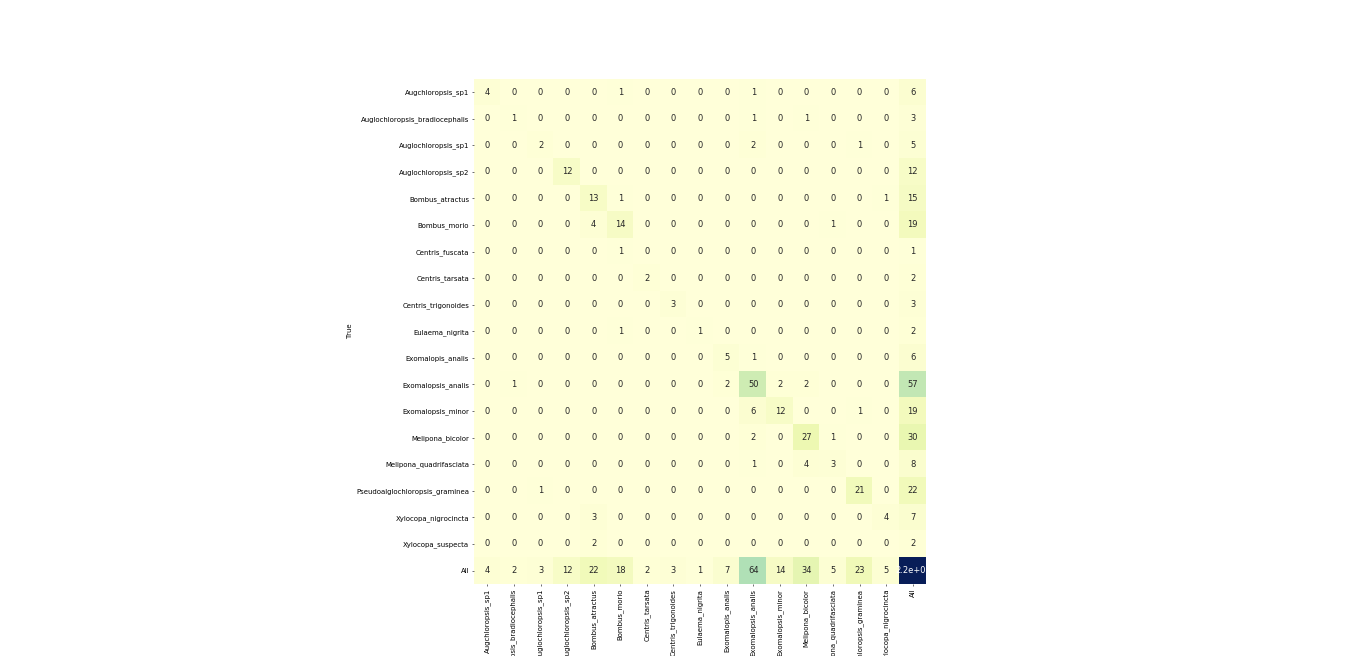 Augchloropsis_sp1 4 0 0 0 0 1 0 0 0 0 1 0 0 0 0 0 6
Auglochloropsis_bradiocephalis 0 1 0 0 0 0 0 0 0 0 1 0 1 0 0 0 3
Auglochloropsis_sp1 0 0 2 0 0 0 0 0 0 0 2 0 0 0 1 0 5
Auglochloropsis_sp2 0 0 0 12 0 0 0 0 0 0 0 0 0 0 0 0 12
Bombus_atractus 0 0 0 0 13 1 0 0 0 0 0 0 0 0 0 1 15
Bombus_morio 0 0 0 0 4 14 0 0 0 0 0 0 0 1 0 0 19
Centris_fuscata 0 0 0 0 0 1 0 0 0 0 0 0 0 0 0 0 1
Centris_tarsata 0 0 0 0 0 0 2 0 0 0 0 0 0 0 0 0 2
Centris_trigonoides 0 0 0 0 0 0 0 3 0 0 0 0 0 0 0 0 3
True
Eulaema_nigrita 0 0 0 0 0 1 0 0 1 0 0 0 0 0 0 0 2
Exomalopis_analis 0 0 0 0 0 0 0 0 0 5 1 0 0 0 0 0 6
Exomalopsis_analis 0 1 0 0 0 0 0 0 0 2 50 2 2 0 0 0 57
Exomalopsis_minor 0 0 0 0 0 0 0 0 0 0 6 12 0 0 1 0 19
Melipona_bicolor 0 0 0 0 0 0 0 0 0 0 2 0 27 1 0 0 30
Melipona_quadrifasciata 0 0 0 0 0 0 0 0 0 0 1 0 4 3 0 0 8
Pseudoalglochloropsis_graminea 0 0 1 0 0 0 0 0 0 0 0 0 0 0 21 0 22
Xylocopa_nigrocincta 0 0 0 0 3 0 0 0 0 0 0 0 0 0 0 4 7
Xylocopa_suspecta 0 0 0 0 2 0 0 0 0 0 0 0 0 0 0 0 2
All 4 2 3 12 22 18 2 3 1 7 64 14 34 5 23 5 2.2e+0
Augchloropsis_sp1
psis_bradiocephalis
uglochloropsis_sp1
uglochloropsis_sp2
Bombus_atractus
Bombus_morio
Centris_tarsata
Centris_trigonoides
Eulaema_nigrita
Exomalopis_analis
Exomalopsis_analis
Exomalopsis_minor
Melipona_bicolor
ona_quadrifasciata
hloropsis_graminea
ylocopa_nigrocincta
All